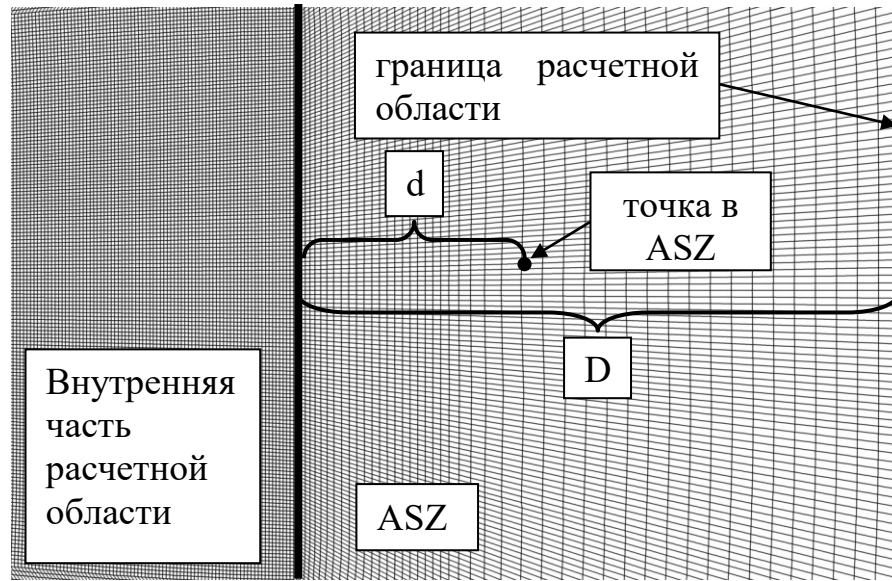 граница расчетной
области
d
точка в
ASZ
D
Внутренняя
часть
расчетной
области
ASZ